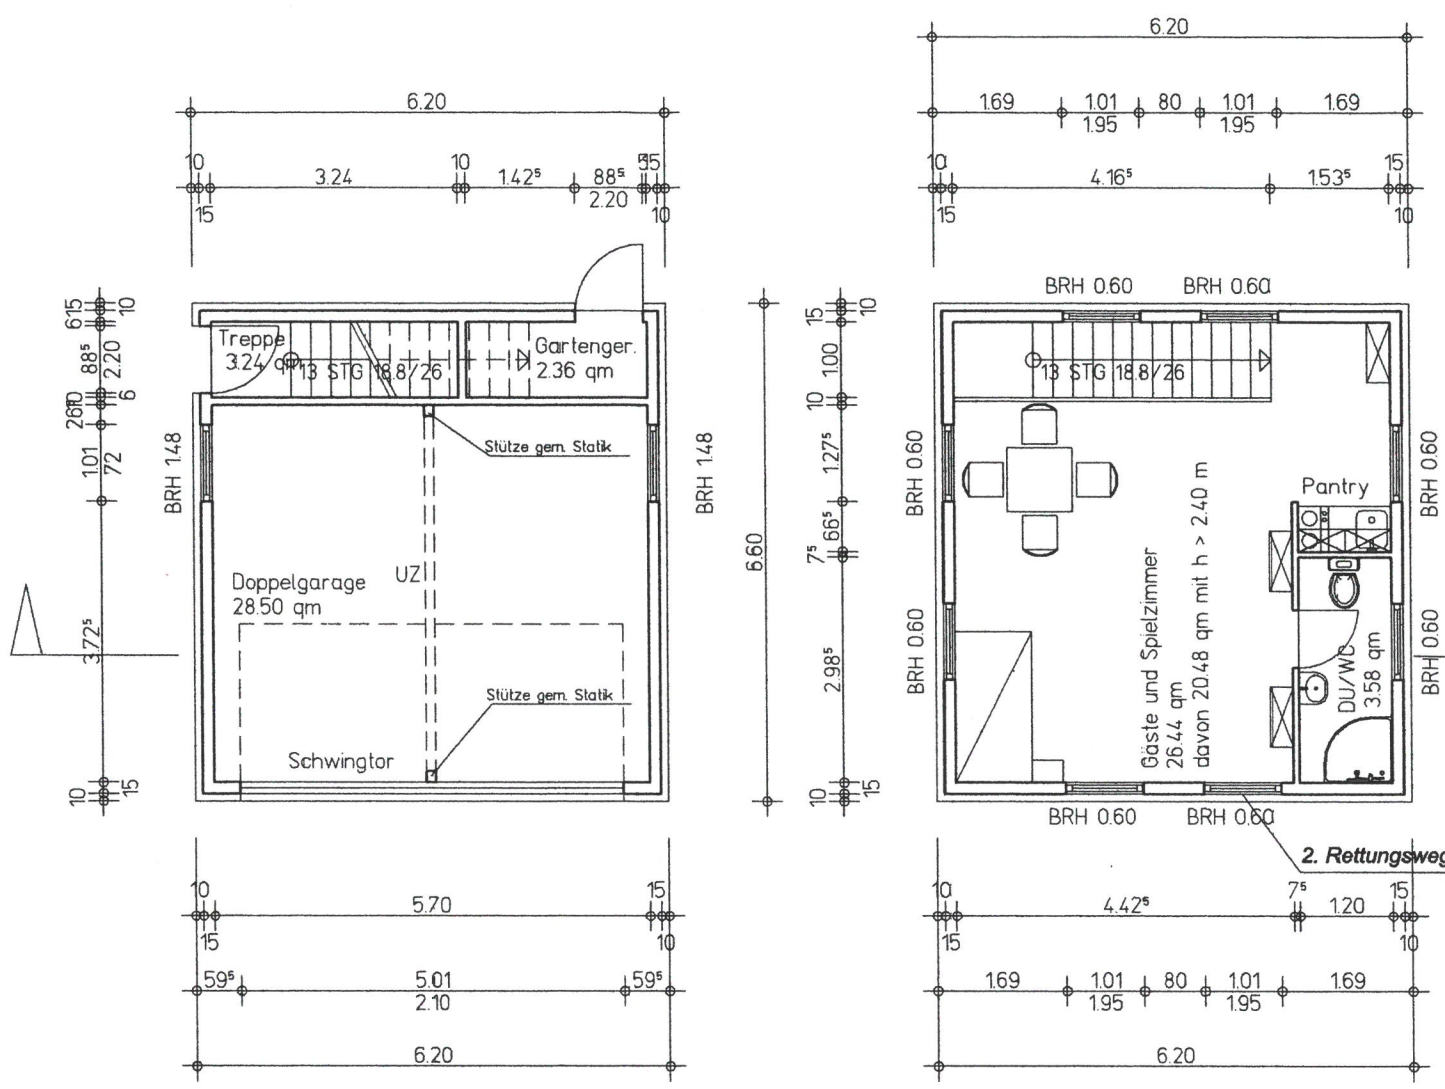 6.20
6.20
1.69 1.01 80 1.01 1.69
1.95 1.95
10 3.24 10 1.42⁵ 88⁵ 15
15 2.20 10
10 4.16⁵ 1.53⁵ 15
15 10
BRH 0.60 BRH 0.60
Treppe
3.24 qm
13 STG 18.8/26
Gartenger.
2.36 qm
13 STG 18.8/26
15 10
6
88⁵
2.20
6
10
1.01
72
3.72⁵
10 15
BRH 1.48
BRH 1.48
Stütze gem. Statik
Doppelgarage
28.50 qm
UZ
Stütze gem. Statik
Schwingtor
6.60
15 10
1.00
10
1.27⁵
66⁵
7⁵
2.98⁵
10 15
BRH 0.60
BRH 0.60
Pantry
Gäste und Spielzimmer
26.44 qm
davon 20.48 qm mit h > 2.40 m
DU/WC
3.58 qm
BRH 0.60
BRH 0.60
BRH 0.60 BRH 0.60
2. Rettungsweg
10 5.70 15
15 10
59⁵ 5.01 59⁵
2.10
6.20
10 4.42⁵ 7⁵ 1.20 15
15 10
1.69 1.01 80 1.01 1.69
1.95 1.95
6.20